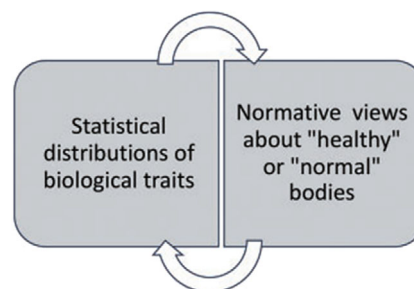 Statistical
distributions of
biological traits
Normative views
about "healthy"
or "normal"
bodies